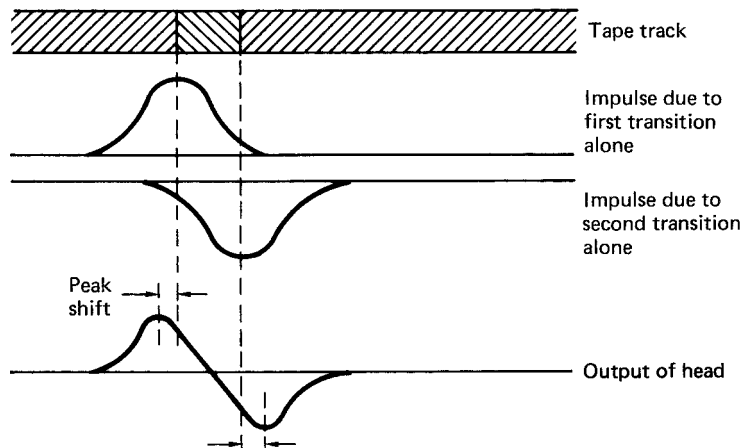 Tape track
Impulse due to
first transition
alone
Impulse due to
second transition
alone
Peak
shift
Output of head